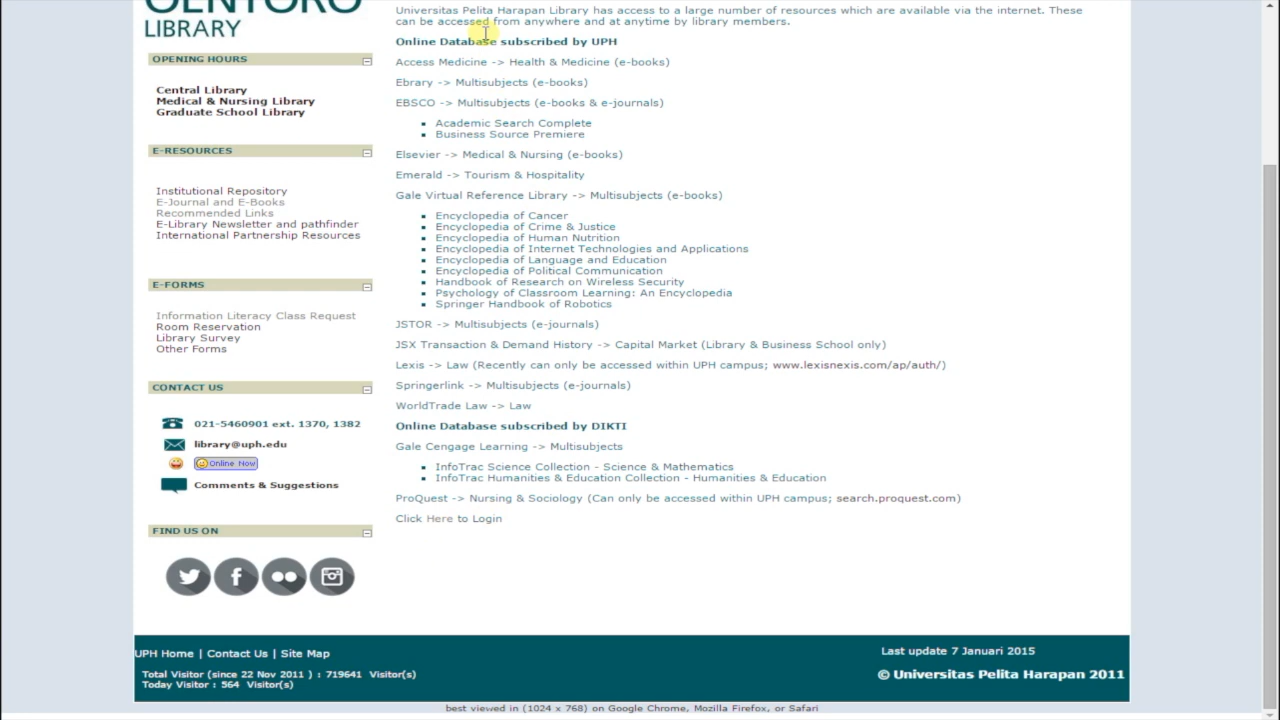 LIBRARY
OPENING HOURS
Central Library
Medical & Nursing Library
Graduate School Library
E-RESOURCES
Institutional Repository
E-Journal and E-Books
Recommended Links
E-Library Newsletter and pathfinder
International Partnership Resources
E-FORMS
Information Literacy Class Request
Room Reservation
Library Survey
Other Forms
CONTACT US
021-5460901 ext. 1370, 1382
library@uph.edu
Online Now
Comments & Suggestions
FIND US ON
Universitas Pelita Harapan Library has access to a large number of resources which are available via the internet. These
can be accessed from anywhere and at anytime by library members.
Online Database subscribed by UPH
Access Medicine -> Health & Medicine (e-books)
Ebrary -> Multisubjects (e-books)
EBSCO -> Multisubjects (e-books & e-journals)
Academic Search Complete
Business Source Premiere
Elsevier -> Medical & Nursing (e-books)
Emerald -> Tourism & Hospitality
Gale Virtual Reference Library -> Multisubjects (e-books)
Encyclopedia of Cancer
Encyclopedia of Crime & Justice
Encyclopedia of Human Nutrition
Encyclopedia of Internet Technologies and Applications
Encyclopedia of Language and Education
Encyclopedia of Political Communication
Handbook of Research on Wireless Security
Psychology of Classroom Learning: An Encyclopedia
Springer Handbook of Robotics
JSTOR -> Multisubjects (e-journals)
JSX Transaction & Demand History -> Capital Market (Library & Business School only)
Lexis -> Law (Recently can only be accessed within UPH campus; www.lexisnexis.com/ap/auth/)
Springerlink -> Multisubjects (e-journals)
WorldTrade Law -> Law
Online Database subscribed by DIKTI
Gale Cengage Learning -> Multisubjects
InfoTrac Science Collection - Science & Mathematics
InfoTrac Humanities & Education Collection - Humanities & Education
ProQuest -> Nursing & Sociology (Can only be accessed within UPH campus; search.proquest.com)
Click Here to Login
UPH Home | Contact Us | Site Map
Total Visitor (since 22 Nov 2011 ) : 719641 Visitor(s)
Today Visitor : 564 Visitor(s)
Last update 7 Januari 2015
© Universitas Pelita Harapan 2011
best viewed in (1024 x 768) on Google Chrome, Mozilla Firefox, or Safari